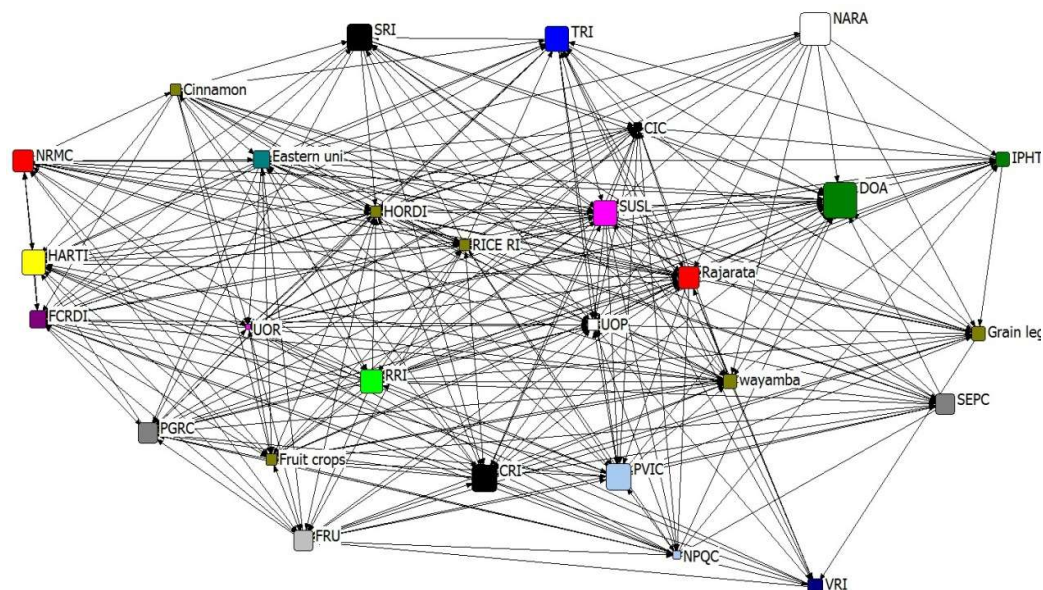 SRI
TRI
NARA
Cinnamon
CIC
NRMC
Eastern uni
IPHT
DOA
HORDI
SUSL
RICE RI
HARTI
Rajarata
FCRDI
UOR
UOP
Grain leg
RRI
wayamba
SEPC
PGRC
Fruit crops
CRI
PVIC
FRU
NPQC
VRI